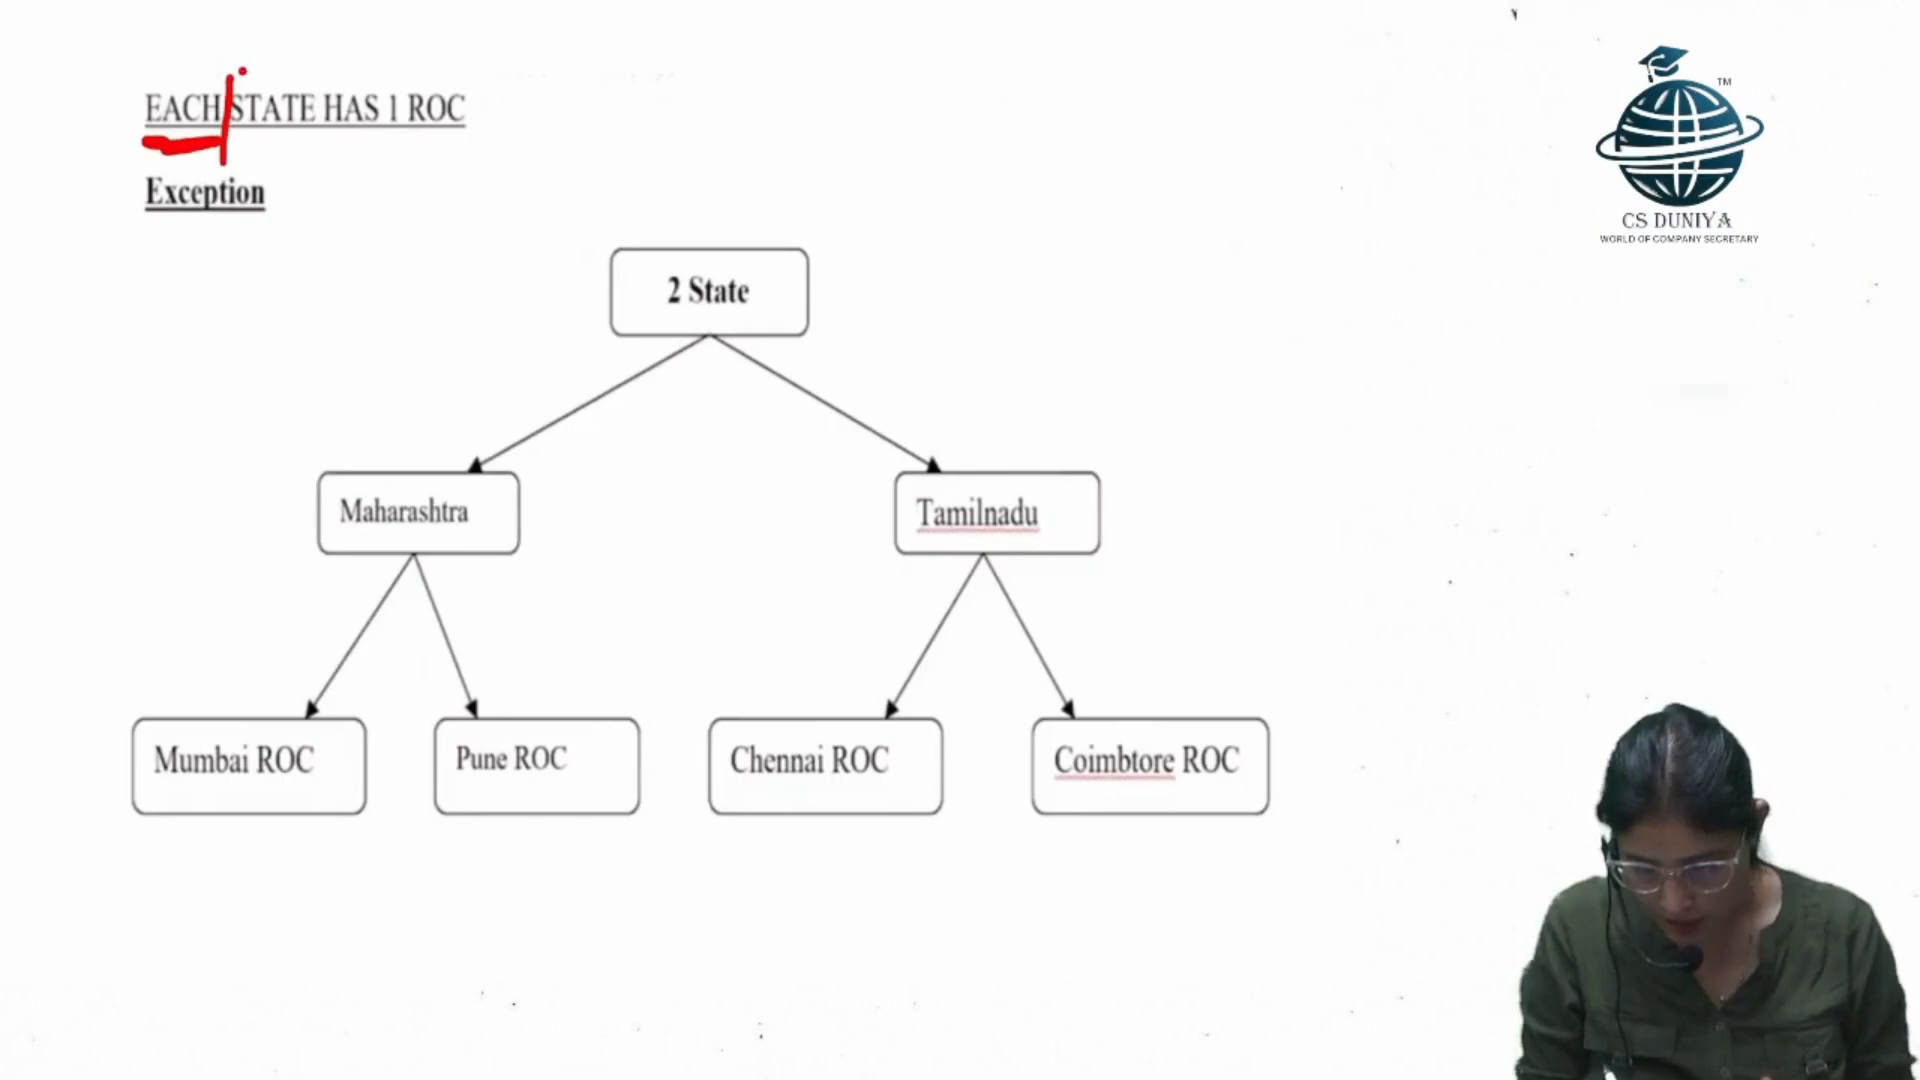 EACH STATE HAS 1 ROC
Exception
2 State
Maharashtra
Tamilnadu
Mumbai ROC
Pune ROC
Chennai ROC
Coimbtore ROC
TM
CS DUNIYA
WORLD OF COMPANY SECRETARY